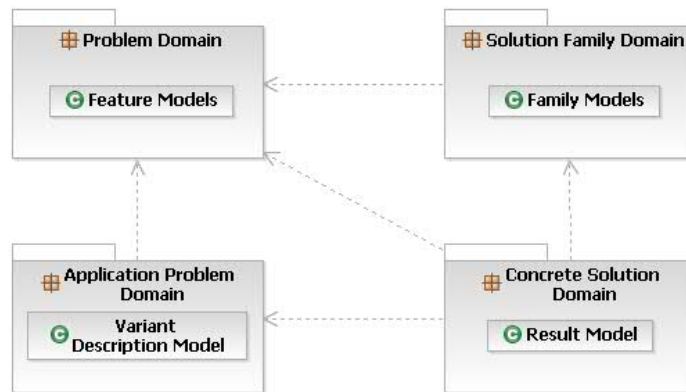 Problem Domain
C Feature Models
Solution Family Domain
C Family Models
Application Problem
Domain
C Variant
Description Model
Concrete Solution
Domain
C Result Model